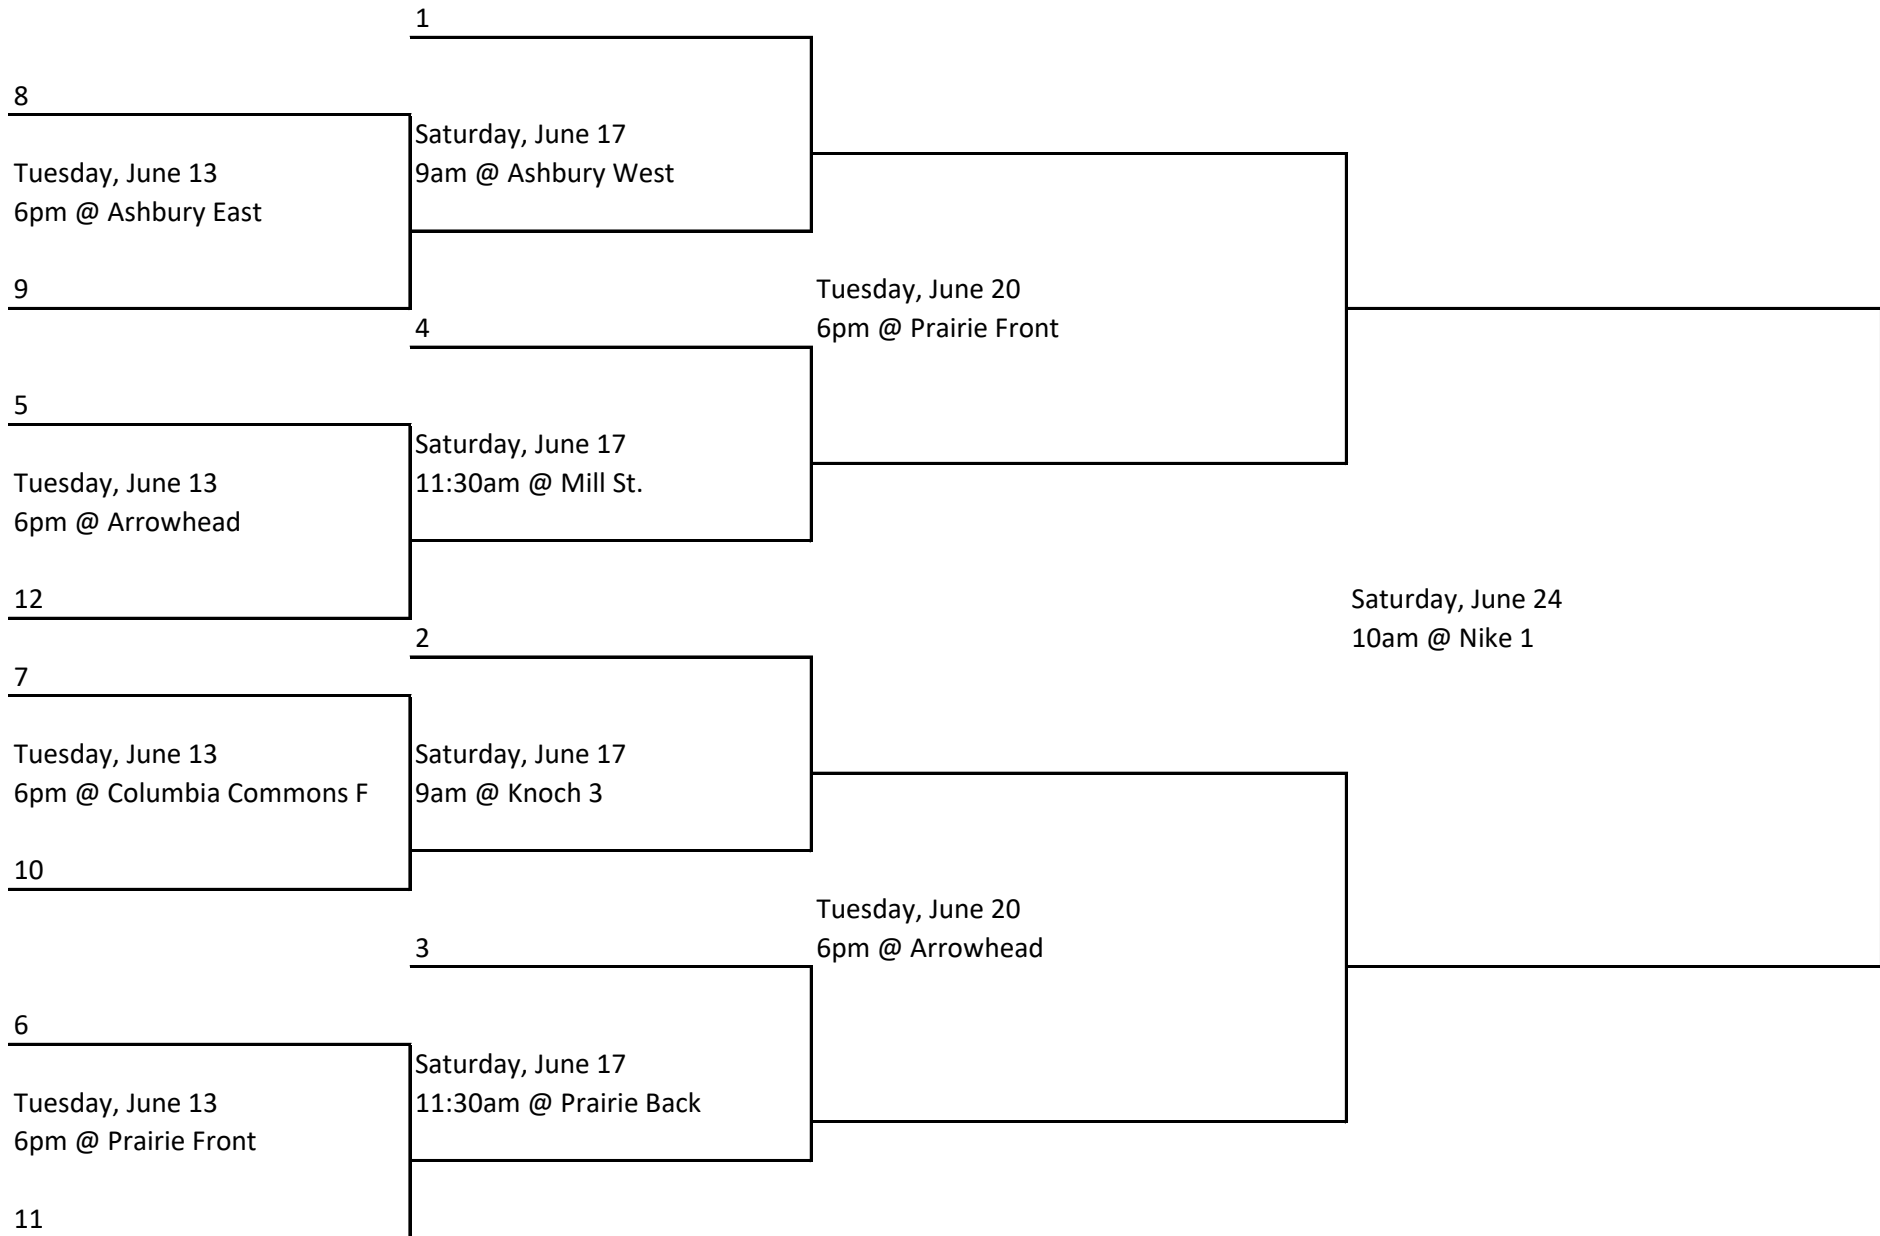 1
8
Saturday, June 17
9am @ Ashbury West
Tuesday, June 13
6pm @ Ashbury East
9
Tuesday, June 20
6pm @ Prairie Front
4
5
Saturday, June 17
11:30am @ Mill St.
Tuesday, June 13
6pm @ Arrowhead
12
Saturday, June 24
10am @ Nike 1
2
7
Tuesday, June 13
6pm @ Columbia Commons F
Saturday, June 17
9am @ Knoch 3
10
Tuesday, June 20
6pm @ Arrowhead
3
6
Saturday, June 17
11:30am @ Prairie Back
Tuesday, June 13
6pm @ Prairie Front
11